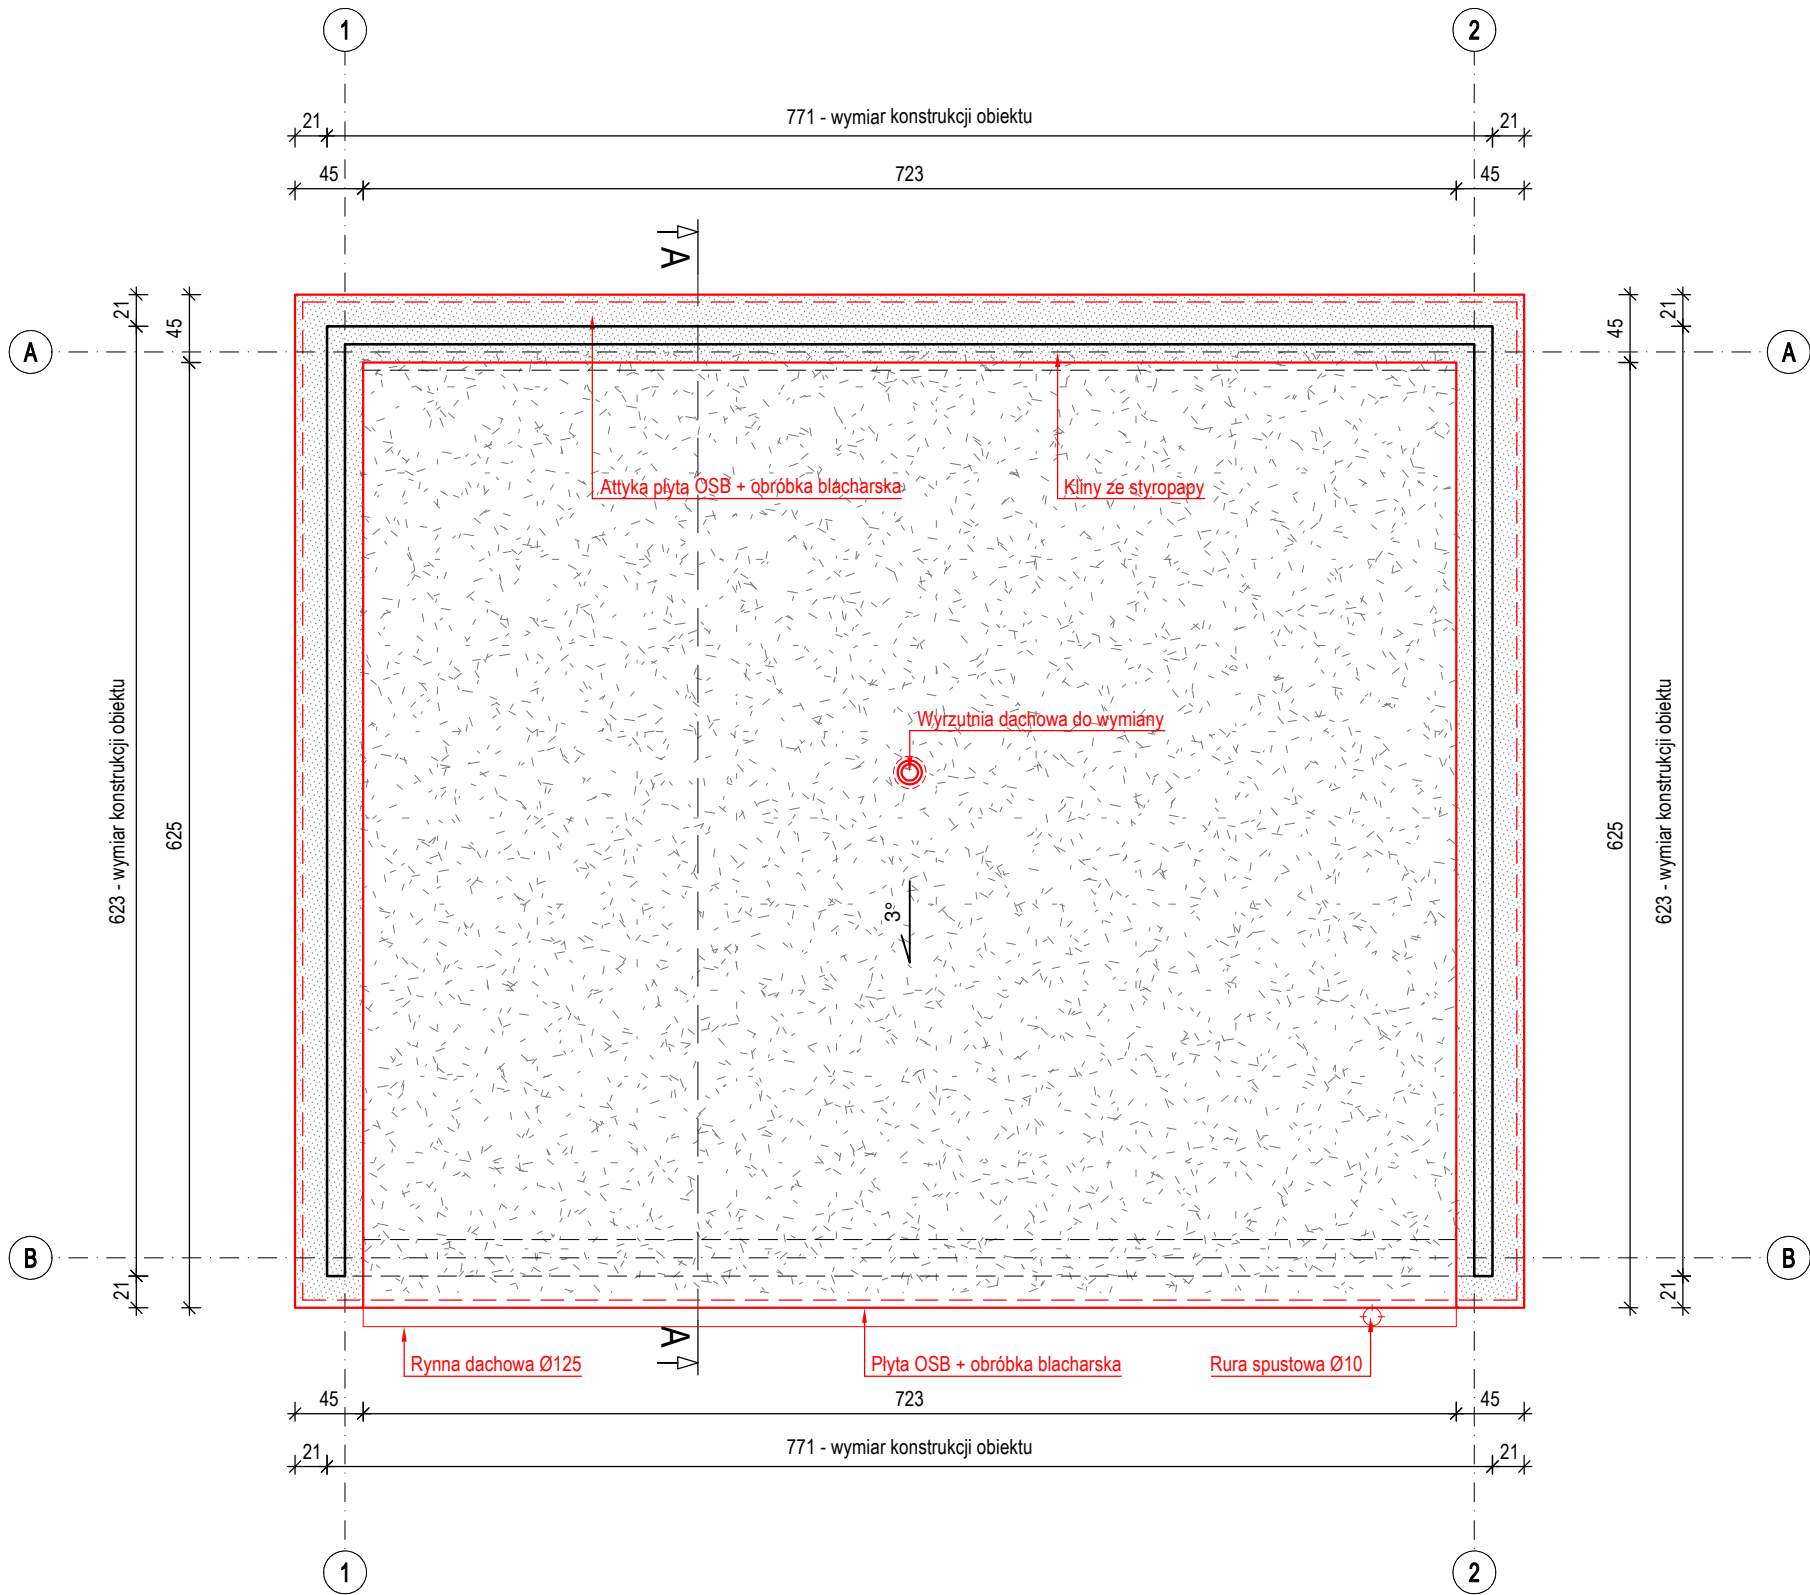 1
2
21
771 - wymiar konstrukcji obiektu
21
45
723
45
A
21
45
45
21
A
A
Attyka płyta OSB + obróbka blacharska
Kliny ze styropapy
623 - wymiar konstrukcji obiektu
625
Wyrzutnia dachowa do wymiany
625
623 - wymiar konstrukcji obiektu
3°
B
B
21
21
A
Rynna dachowa Ø125
Płyta OSB + obróbka blacharska
Rura spustowa Ø10
45
723
45
21
771 - wymiar konstrukcji obiektu
21
1
2